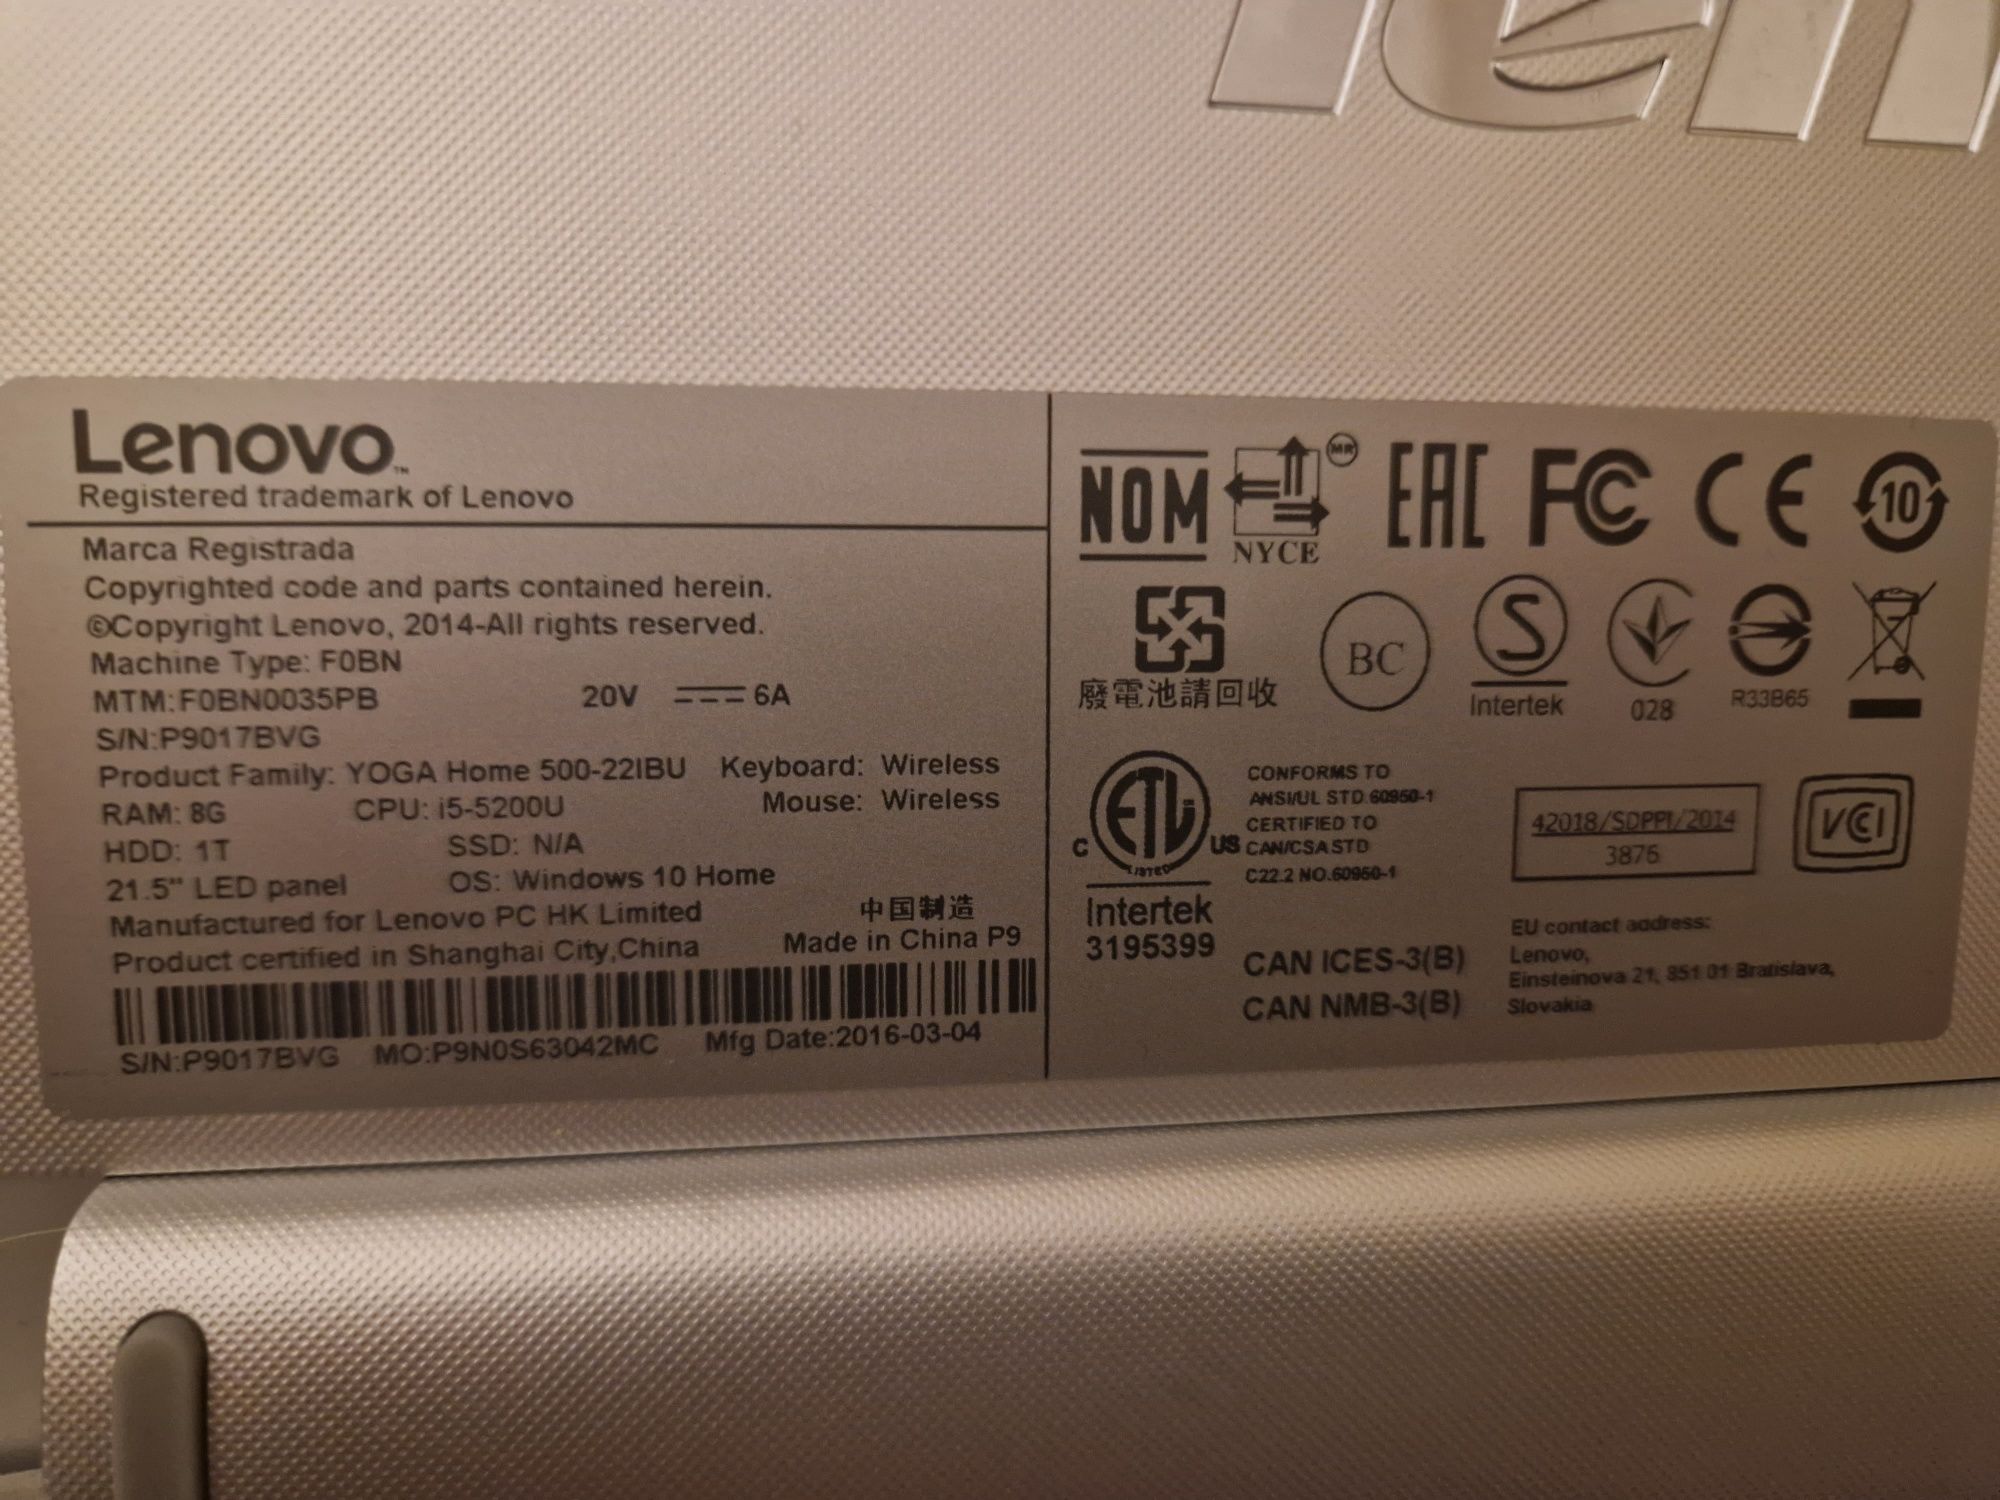 Lenovo™
Registered trademark of Lenovo
Marca Registrada
Copyrighted code and parts contained herein.
©Copyright Lenovo, 2014-All rights reserved.
Machine Type: F0BN
MTM:F0BN0035PB 20V 6A
S/N:P9017BVG
Product Family: YOGA Home 500-22IBU Keyboard: Wireless
RAM: 8G CPU: i5-5200U Mouse: Wireless
HDD: 1T SSD: N/A
21.5" LED panel OS: Windows 10 Home
Manufactured for Lenovo PC HK Limited 中国制造
Product certified in Shanghai City,China Made in China P9
S/N:P9017BVG MO:P9N0S63042MC Mfg Date:2016-03-04
NOM NYCE MR EAC FC CE 10
廢電池請回收
BC
S
Intertek
028
R33B65
C ETL US
LISTED
Intertek
3195399
CONFORMS TO
ANSI/UL STD.60950-1
CERTIFIED TO
CAN/CSA STD
C22.2 NO.60950-1
CAN ICES-3(B)
CAN NMB-3(B)
42018/SDPPI/2014
3876
VCCI
EU contact address:
Lenovo,
Einsteinova 21, 851 01 Bratislava,
Slovakia